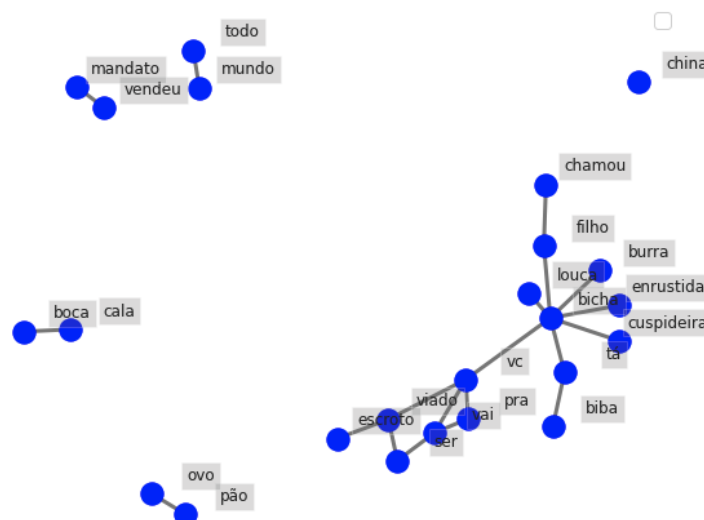 todo
china
mandato
mundo
vendeu
chamou
filho
burra
louca
enrustida
bicha
boca
cala
cuspideira
tá
vc
viado
pra
biba
escroto
vai
ser
ovo
pão